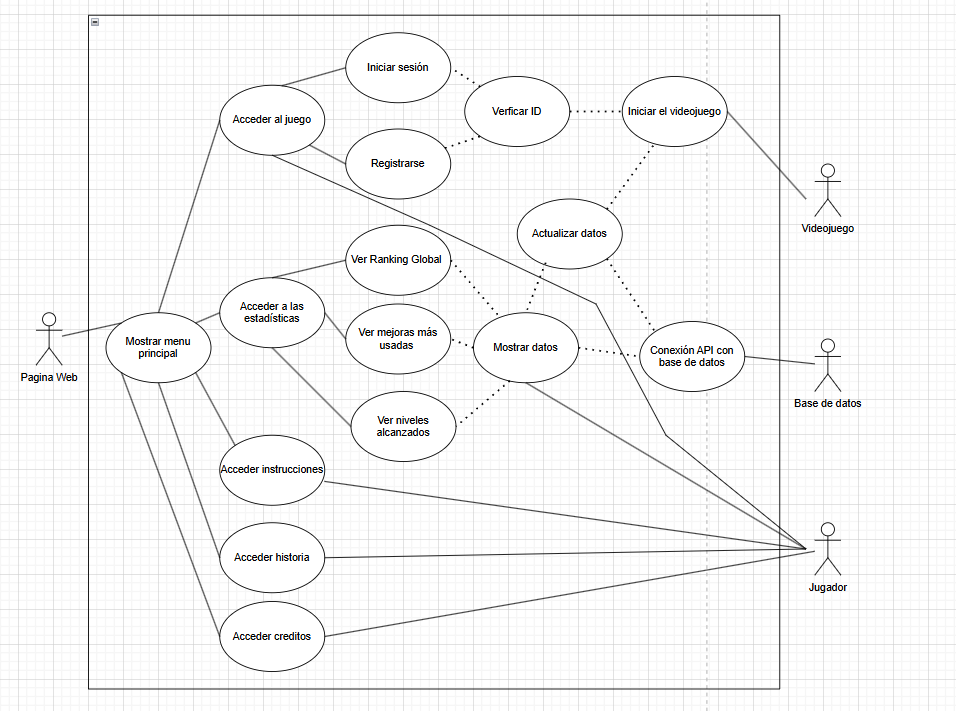 Iniciar sesión
Verficar ID
Iniciar el videojuego
Acceder al juego
Registrarse
Videojuego
Actualizar datos
Ver Ranking Global
Acceder a las
estadísticas
Ver mejoras más
usadas
Mostrar menu
principal
Mostrar datos
Conexión API con
base de datos
Pagina Web
Base de datos
Ver niveles
alcanzados
Acceder instrucciones
Acceder historia
Jugador
Acceder creditos